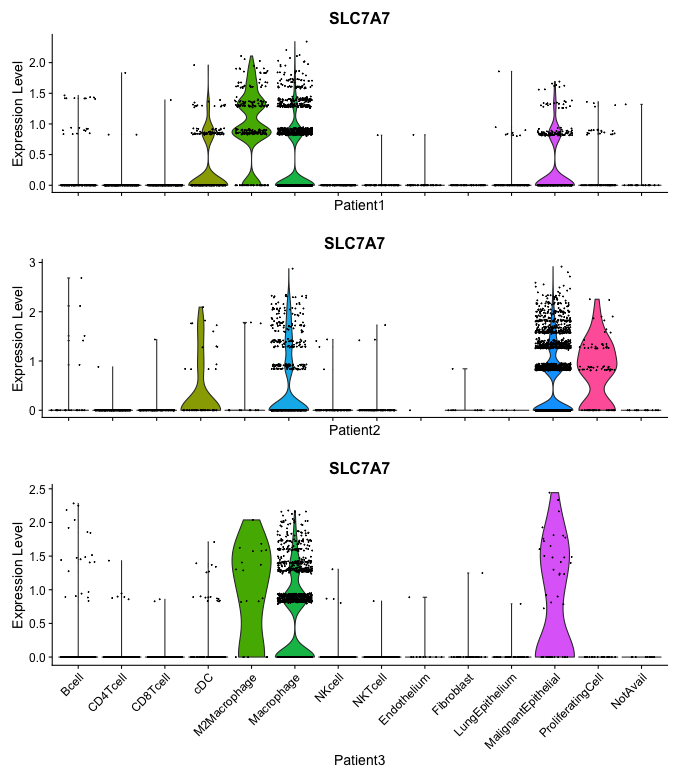 SLC7A7
Expression Level
2.0
1.5
1.0
0.5
0.0
Patient1
SLC7A7
Expression Level
3
2
1
0
Patient2
SLC7A7
Expression Level
2.5
2.0
1.5
1.0
0.5
0.0
Bcell
CD4Tcell
CD8Tcell
cDC
M2Macrophage
Macrophage
NKcell
NKTcell
Endothelium
Fibroblast
LungEpithelium
MalignantEpithelial
ProliferatingCell
NotAvail
Patient3